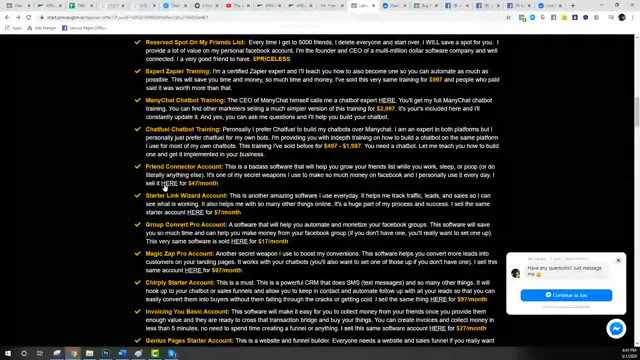 Let's
Apps
Ads Manager
Genius Pages (Offici
Like U
Reserved Spot On My Friends List: Every time I get to 5000 friends, I delete everyone and start over. I WILL save a spot for you. I
provide a lot of value on my personal facebook account. I'm the founder and CEO of a multi-million dollar software company and well
connected. I a very good friend to have. $PRICELESS
Expert Zapier Training: I'm a certified Zapier expert and I'll teach you how to also become one so you can automate as much as
possible. This will save you time and money, so much time and money. I've sold this very same training for $997 and people who paid
said it was worth more than that.
ManyChat Chatbot Training: The CEO of ManyChat himself calls me a chatbot expert HERE, You'll get my full ManyChat chatbot
training. You can find other marketers selling a much simpler version of this training for $2,997. It's your's included here and I'll
constantly update it. And yes, you can ask me questions and I'll help you build your chatbot.
Chatfuel Chatbot Training: Peronsally I prefer ChatFuel to build my chatbots over Manychat. I am an expert in both platforms but I
personally just prefer chatfuel for my own bots. I'm providing you with indepth training on how to build a chatbot on the same platform
I use for most of my own chatbots. This training I've sold before for $497 - $1,997. You need a chatbot. Let me teach you how to build
one and get it implemented in your business.
Friend Connector Account: This is a badass software that will help you grow your friends list while you work, sleep, or poop (or do
literally anything else). It's one of my secret weapons I use to make so much money on facebook and I personally use it every day. I
sell it HERE for $47/month
Starter Link Wizard Account: This is another amazing software I use everyday. It helps me track traffic, leads, and sales so I can
see what is working. It also helps me with so many other things online. It's a huge part of my process and success. I sell the same
starter account HERE for $7/month
Group Convert Pro Account: A software that will help you automate and monetize your facebook groups. This software will save
you so much time and can help you make money from your facebook group (if you don't have one, you'll really want to set one up).
This very same software is sold HERE for $17/month
Magic Zap Pro Account: Another secret weapon I use to boost my conversions. This software helps you convert more leads into
customers on your landing pages. It works with your chatbots (you'll also want to set one of those up if you don't have one). I sell this
same account HERE for $97/month
Chirply Starter Account: This is a must. This is a powerful CRM that does SMS (text messages) and so many other things. It will
hook up to your chatbot or sales funnels and allow you to keep in contact and automate follow up with all your leads so that you can
easily convert them into buyers without them falling through the cracks or getting cold. I sell the same thing HERE for $97/month
Invoicing You Basic Account: This software will make it easy for you to collect money from your leads once you provide them
enough value and they are ready to cross that transaction bridge and buy your things. You can create invoices and collect money in
less than 5 minutes, no need to spend time creating a funnel or anything. I sell this same software account HERE for $27/month
Genius Pages Starter Account: This is a website and funnel builder. Everyone needs a website and sales funnel if you want
Have any questions? Just message
me
Continue as Joe
4:41 PM